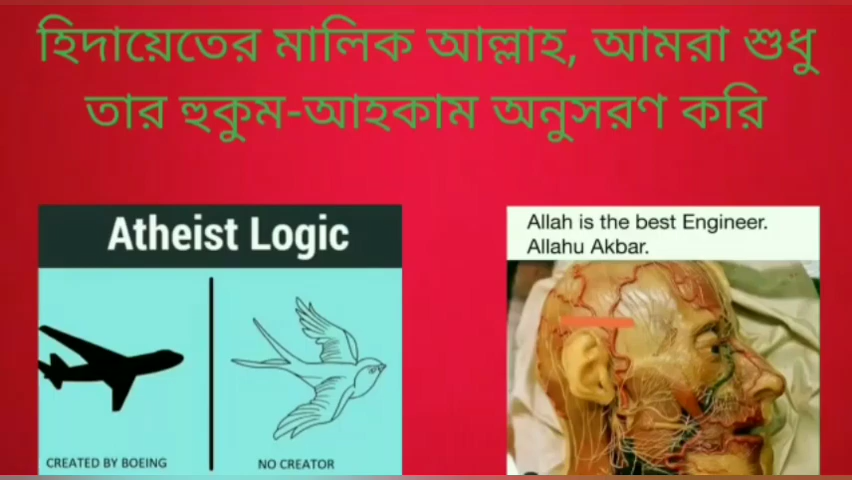 হিদায়েতের মালিক আল্লাহ, আমরা শুধু
তার হুকুম-আহকাম অনুসরণ করি
Atheist Logic
CREATED BY BOEING
NO CREATOR
Allah is the best Engineer.
Allahu Akbar.